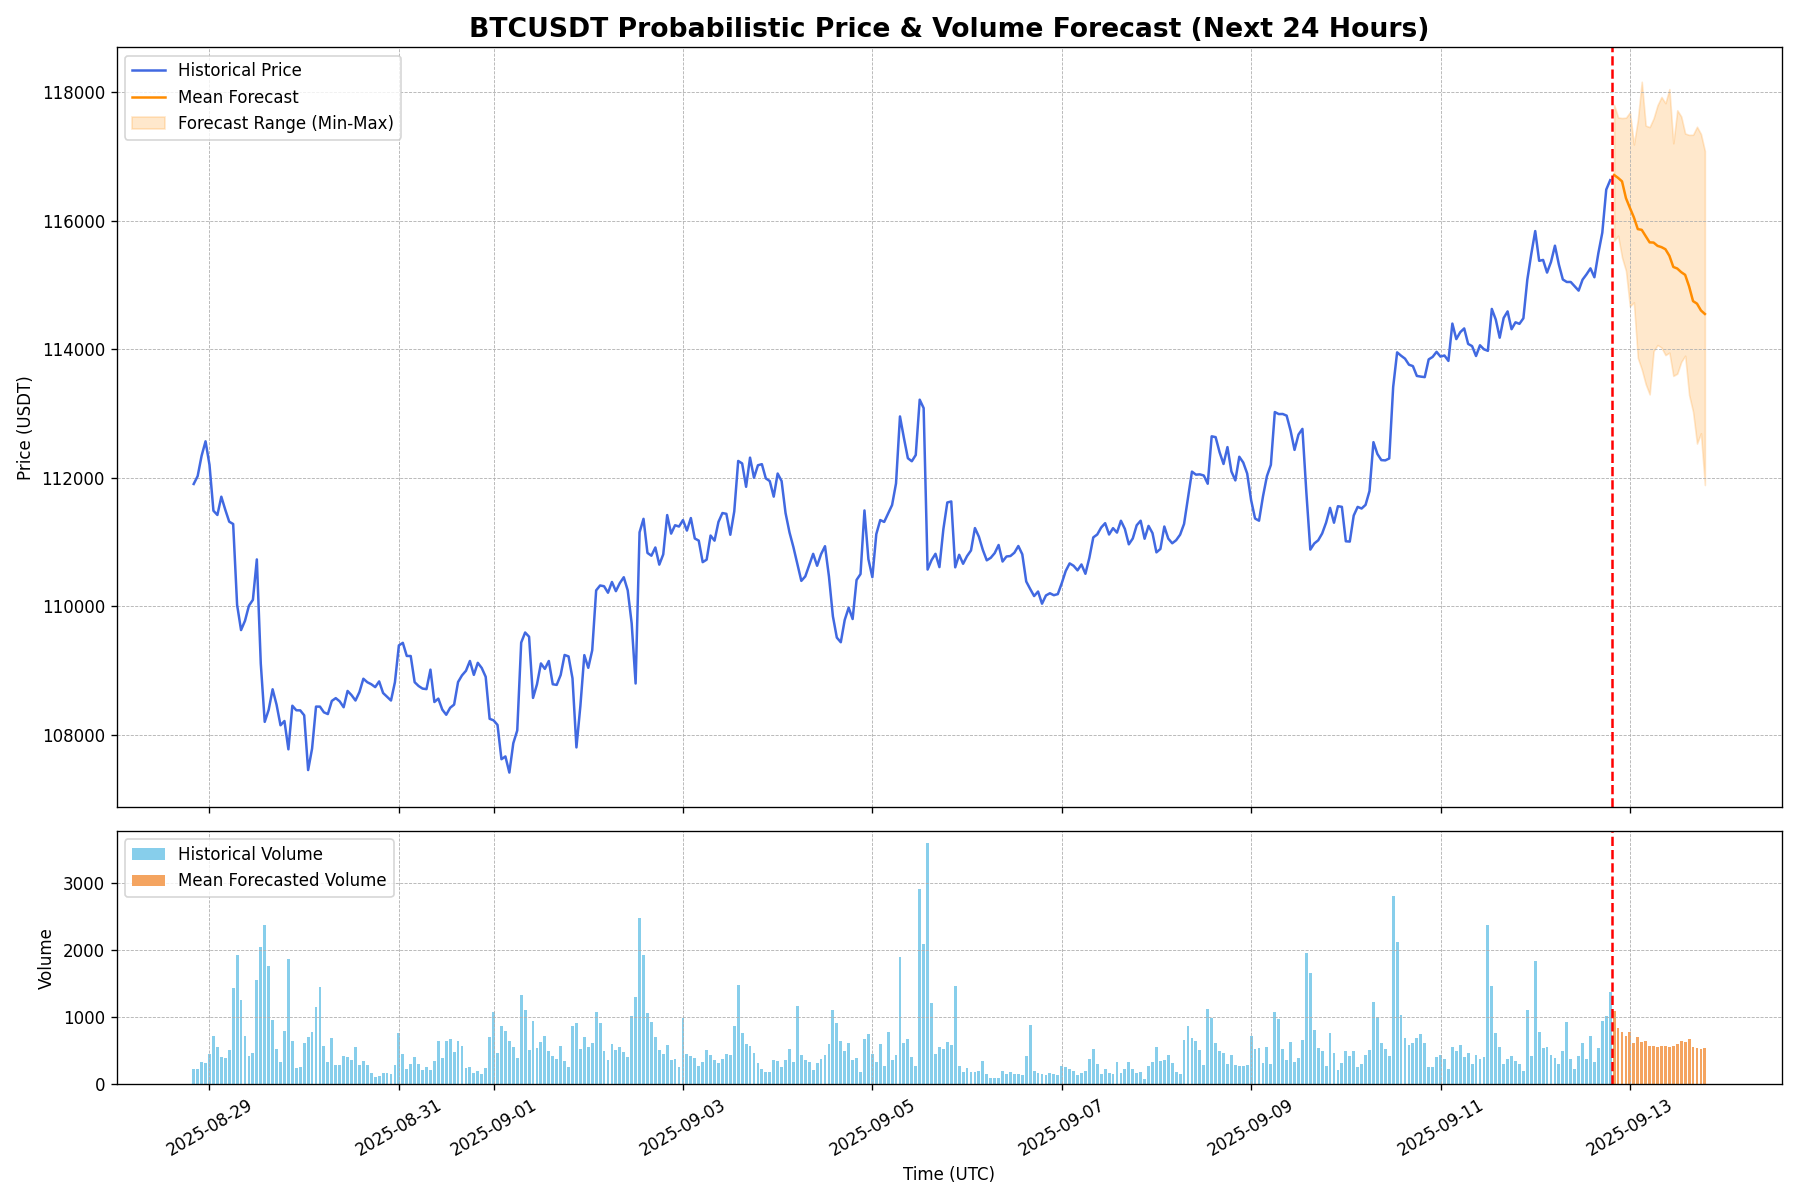 BTCUSDT Probabilistic Price & Volume Forecast (Next 24 Hours)
Historical Price
Mean Forecast
Forecast Range (Min-Max)
118000
116000
114000
112000
110000
108000
Price (USDT)
Historical Volume
Mean Forecasted Volume
3000
2000
1000
0
Volume
2025-08-29
2025-08-31
2025-09-01
2025-09-03
2025-09-05
2025-09-07
2025-09-09
2025-09-11
2025-09-13
Time (UTC)